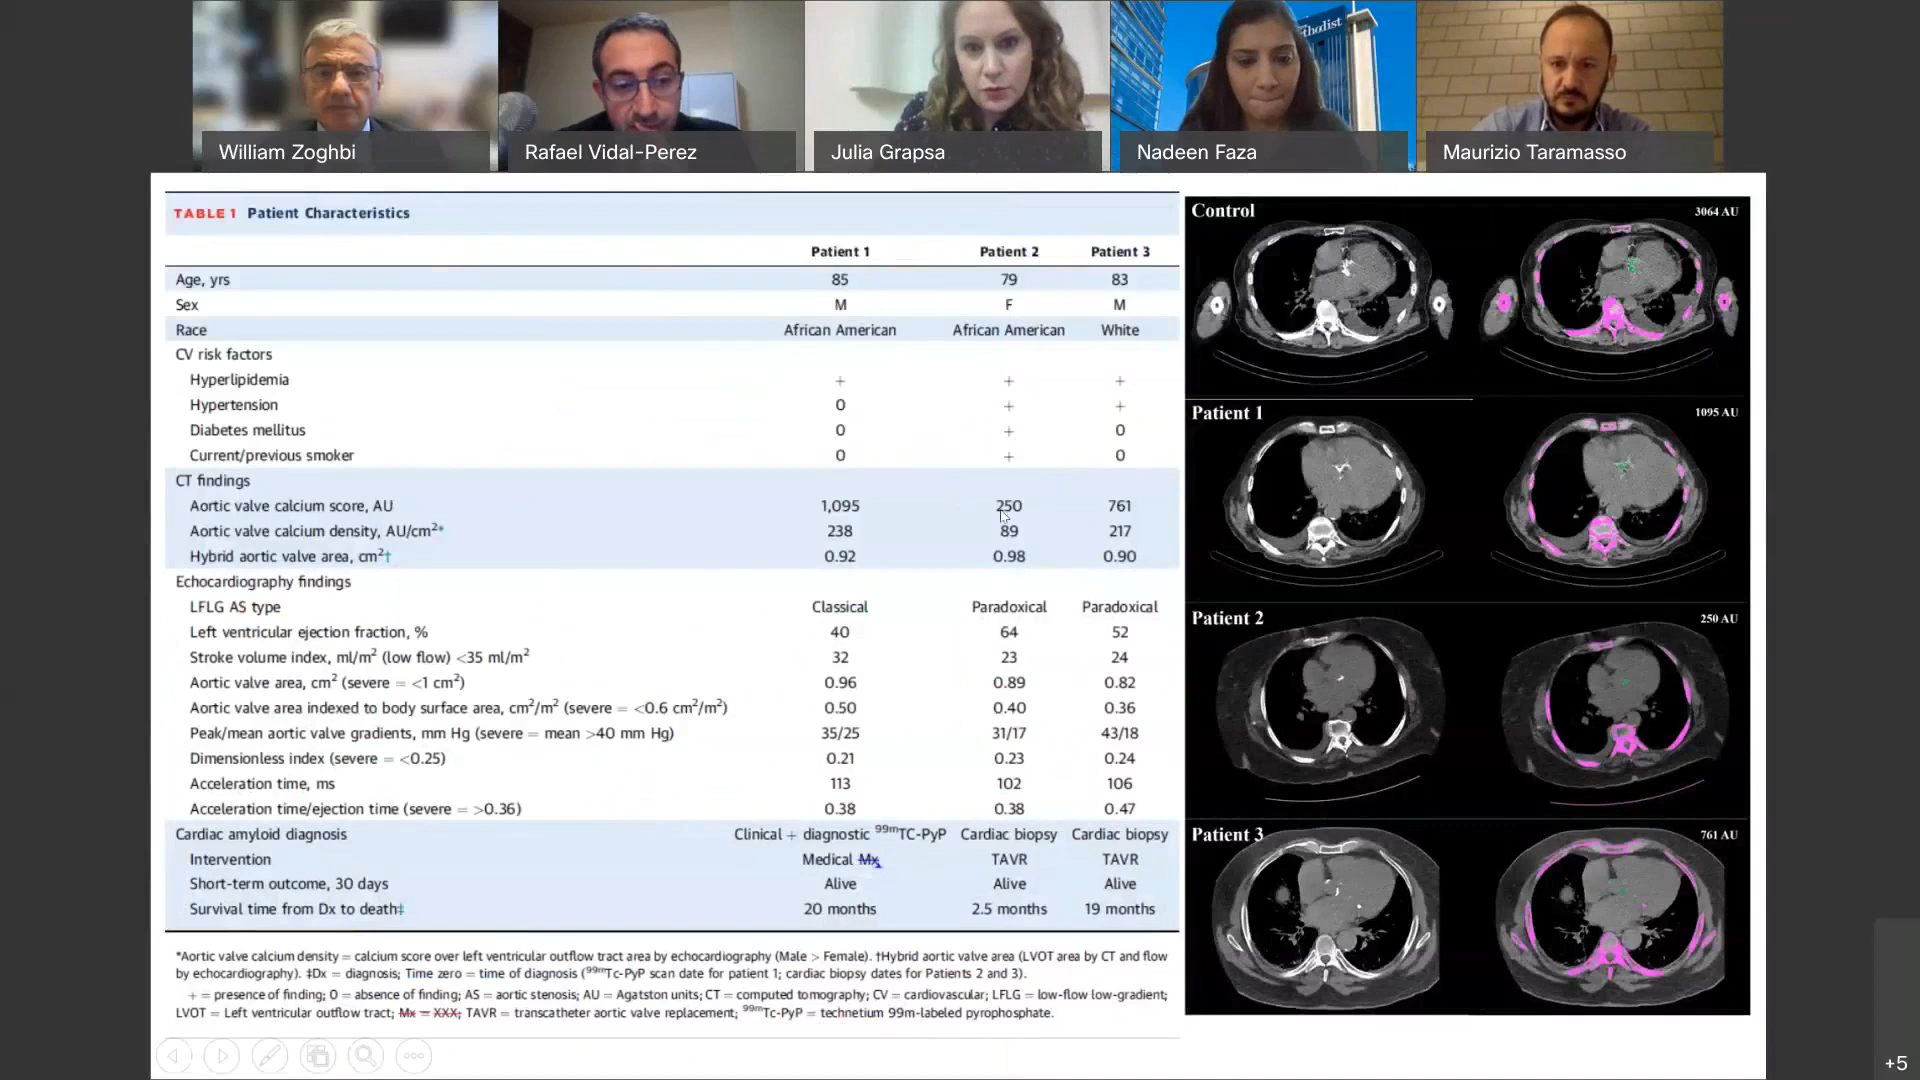 thodist
William Zoghbi
Rafael Vidal-Perez
Julia Grapsa
Nadeen Faza
Maurizio Taramasso
TABLE 1 Patient Characteristics
Patient 1 Patient 2 Patient 3
Age, yrs 85 79 83
Sex M F M
Race African American African American White
CV risk factors
Hyperlipidemia + + +
Hypertension 0 + +
Diabetes mellitus 0 + 0
Current/previous smoker 0 + 0
CT findings
Aortic valve calcium score, AU 1,095 250 761
Aortic valve calcium density, AU/cm²* 238 89 217
Hybrid aortic valve area, cm²† 0.92 0.98 0.90
Echocardiography findings
LFLG AS type Classical Paradoxical Paradoxical
Left ventricular ejection fraction, % 40 64 52
Stroke volume index, ml/m² (low flow) <35 ml/m² 32 23 24
Aortic valve area, cm² (severe = <1 cm²) 0.96 0.89 0.82
Aortic valve area indexed to body surface area, cm²/m² (severe = <0.6 cm²/m²) 0.50 0.40 0.36
Peak/mean aortic valve gradients, mm Hg (severe = mean >40 mm Hg) 35/25 31/17 43/18
Dimensionless index (severe = <0.25) 0.21 0.23 0.24
Acceleration time, ms 113 102 106
Acceleration time/ejection time (severe = >0.36) 0.38 0.38 0.47
Cardiac amyloid diagnosis Clinical + diagnostic ⁹⁹ᵐTC-PyP Cardiac biopsy Cardiac biopsy
Intervention Medical Mx TAVR TAVR
Short-term outcome, 30 days Alive Alive Alive
Survival time from Dx to death‡ 20 months 2.5 months 19 months
*Aortic valve calcium density = calcium score over left ventricular outflow tract area by echocardiography (Male > Female). †Hybrid aortic valve area (LVOT area by CT and flow
by echocardiography). ‡Dx = diagnosis; Time zero = time of diagnosis (⁹⁹ᵐTc-PyP scan date for patient 1; cardiac biopsy dates for Patients 2 and 3).
+ = presence of finding; 0 = absence of finding; AS = aortic stenosis; AU = Agatston units; CT = computed tomography; CV = cardiovascular; LFLG = low-flow low-gradient;
LVOT = Left ventricular outflow tract; Mx = XXX; TAVR = transcatheter aortic valve replacement; ⁹⁹ᵐTc-PyP = technetium 99m-labeled pyrophosphate.
Control 3064 AU
Patient 1 1095 AU
Patient 2 250 AU
Patient 3 761 AU
+5